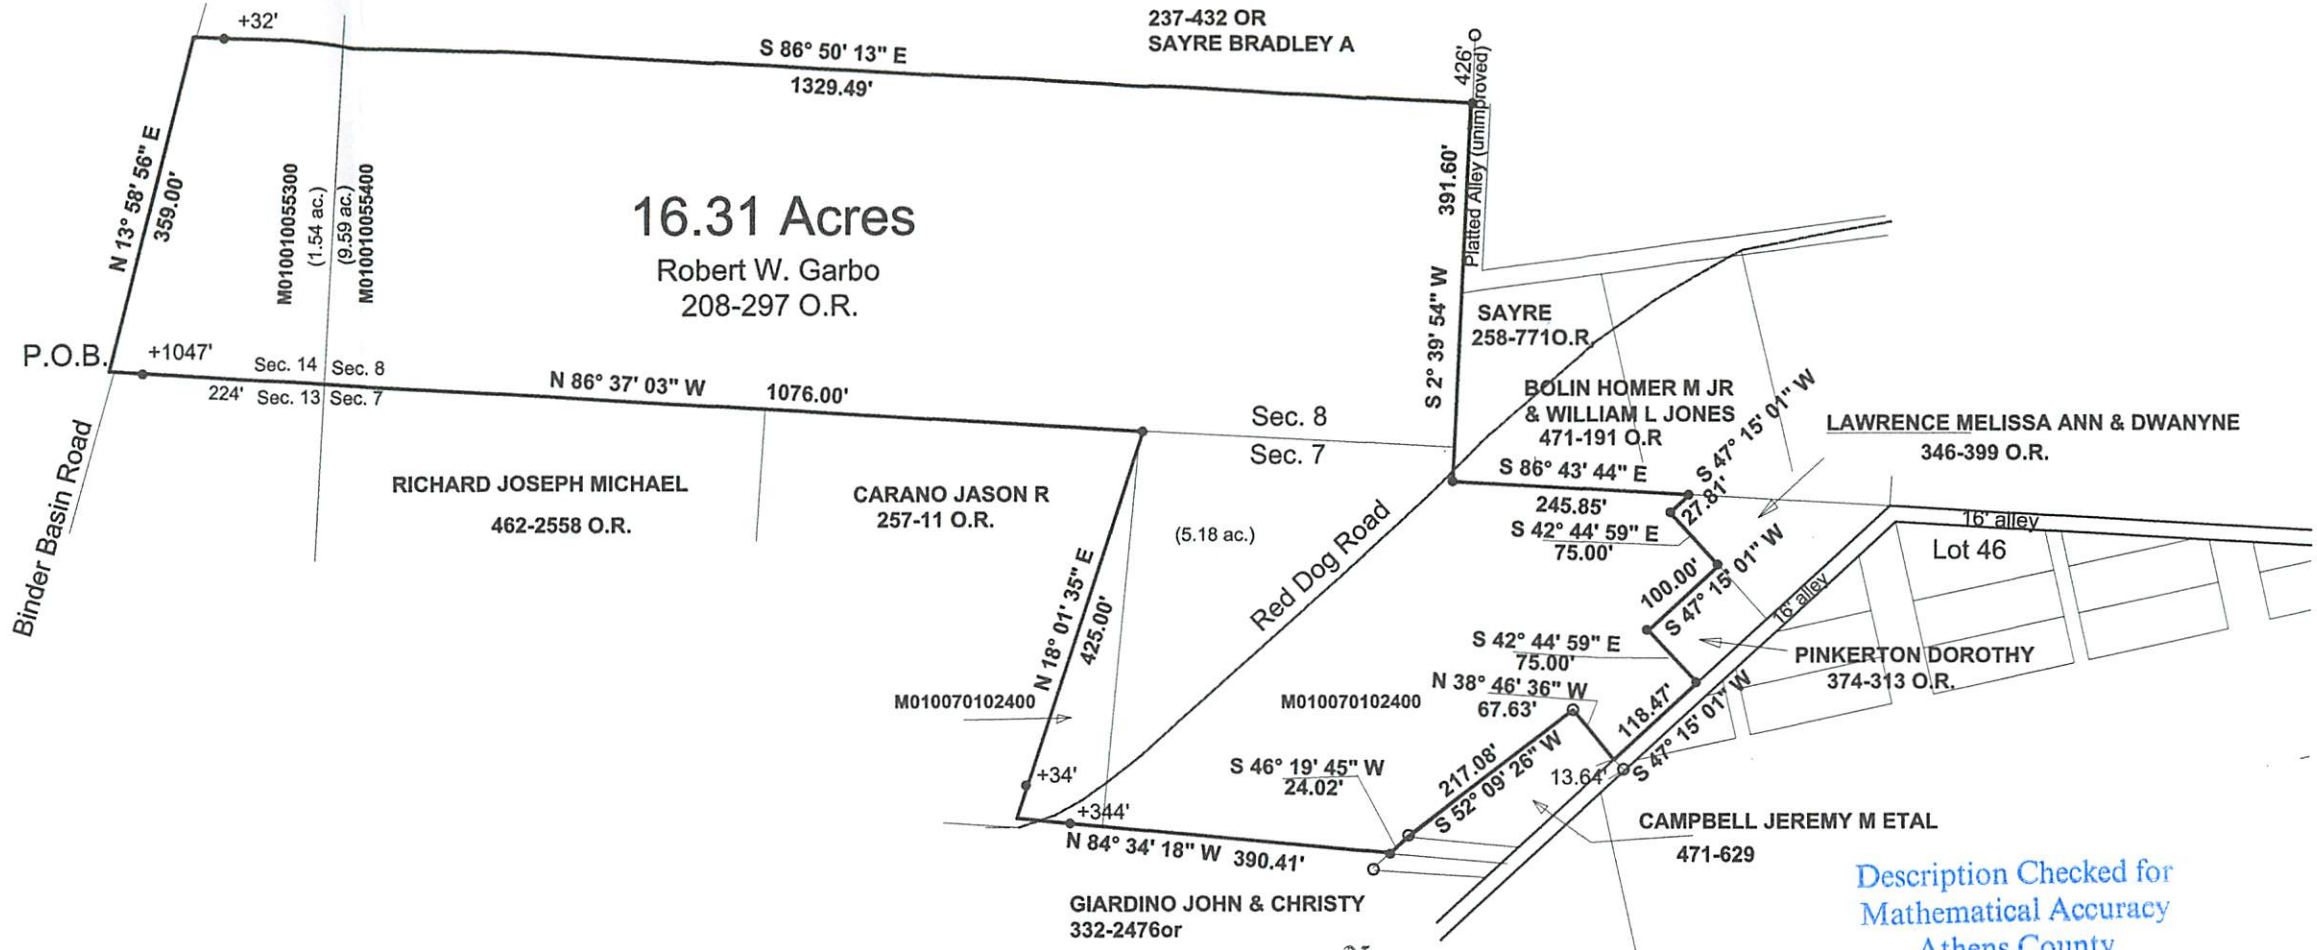 +32'
237-432 OR
SAYRE BRADLEY A
S 86° 50' 13" E
1329.49'
426'
Platted Alley (unimproved)
N 13° 58' 56" E
359.00'
M010010055300
(1.54 ac.)
(9.59 ac.)
M010010055400
16.31 Acres
Robert W. Garbo
208-297 O.R.
391.60'
S 2° 39' 54" W
SAYRE
258-771O.R.
P.O.B.
+1047'
Sec. 14
Sec. 8
224'
Sec. 13
Sec. 7
N 86° 37' 03" W
1076.00'
Sec. 8
Sec. 7
BOLIN HOMER M JR
& WILLIAM L JONES
471-191 O.R
S 47° 15' 01" W
27.81'
LAWRENCE MELISSA ANN & DWANYNE
346-399 O.R.
Binder Basin Road
RICHARD JOSEPH MICHAEL
462-2558 O.R.
CARANO JASON R
257-11 O.R.
(5.18 ac.)
Red Dog Road
S 86° 43' 44" E
245.85'
S 42° 44' 59" E
75.00'
100.00'
S 47° 15' 01" W
16' alley
Lot 46
16' alley
N 18° 01' 35" E
425.00'
S 42° 44' 59" E
75.00'
PINKERTON DOROTHY
374-313 O.R.
M010070102400
M010070102400
N 38° 46' 36" W
67.63'
118.47'
S 47° 15' 01" W
13.64'
217.08'
S 52° 09' 26" W
S 46° 19' 45" W
24.02'
+34'
+344'
N 84° 34' 18" W
390.41'
CAMPBELL JEREMY M ETAL
471-629
GIARDINO JOHN & CHRISTY
332-2476or
Description Checked for
Mathematical Accuracy
Athens County